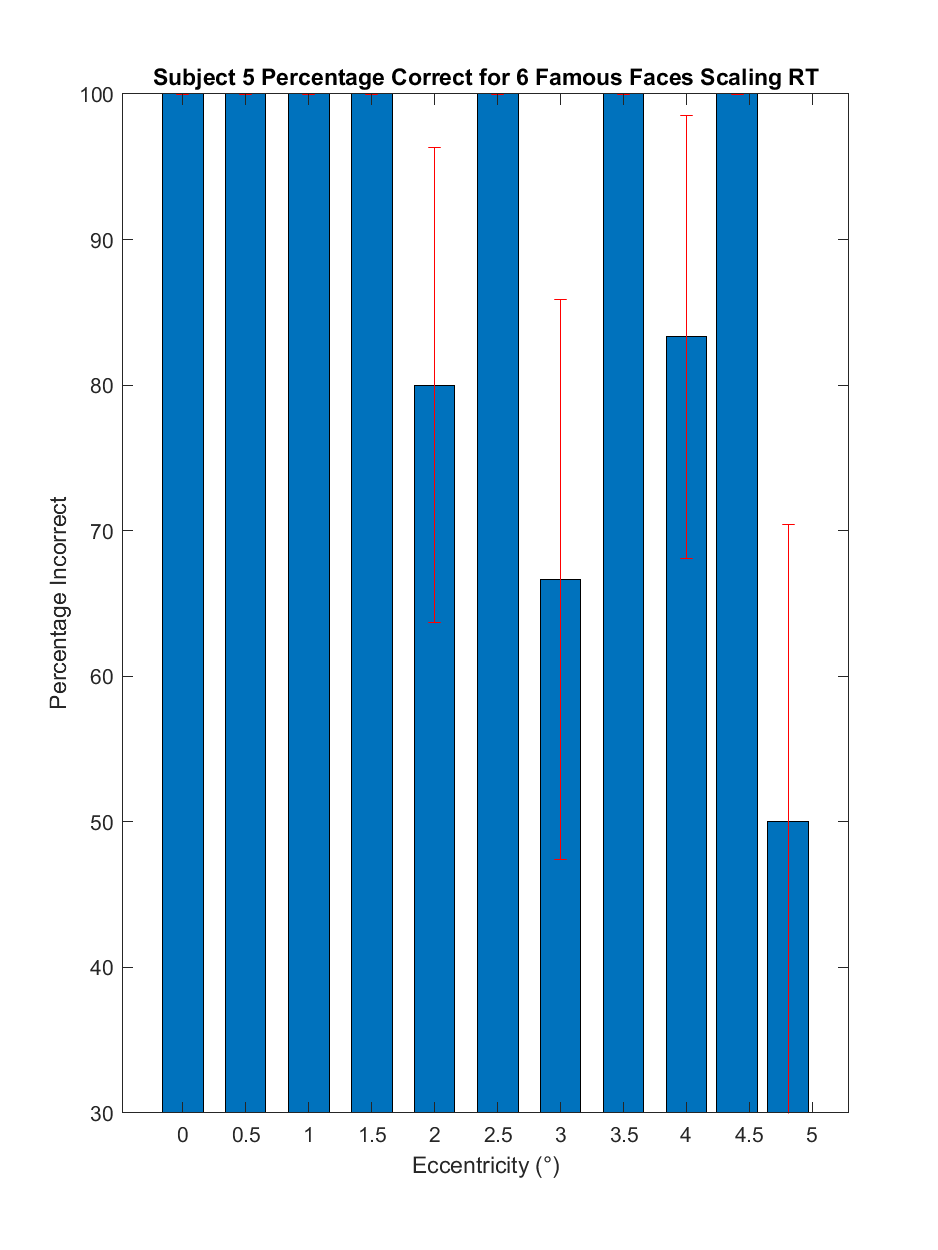 Subject 5 Percentage Correct for 6 Famous Faces Scaling RT
100
90
80
70
60
50
40
30
Percentage Incorrect
0 0.5 1 1.5 2 2.5 3 3.5 4 4.5 5
Eccentricity (°)